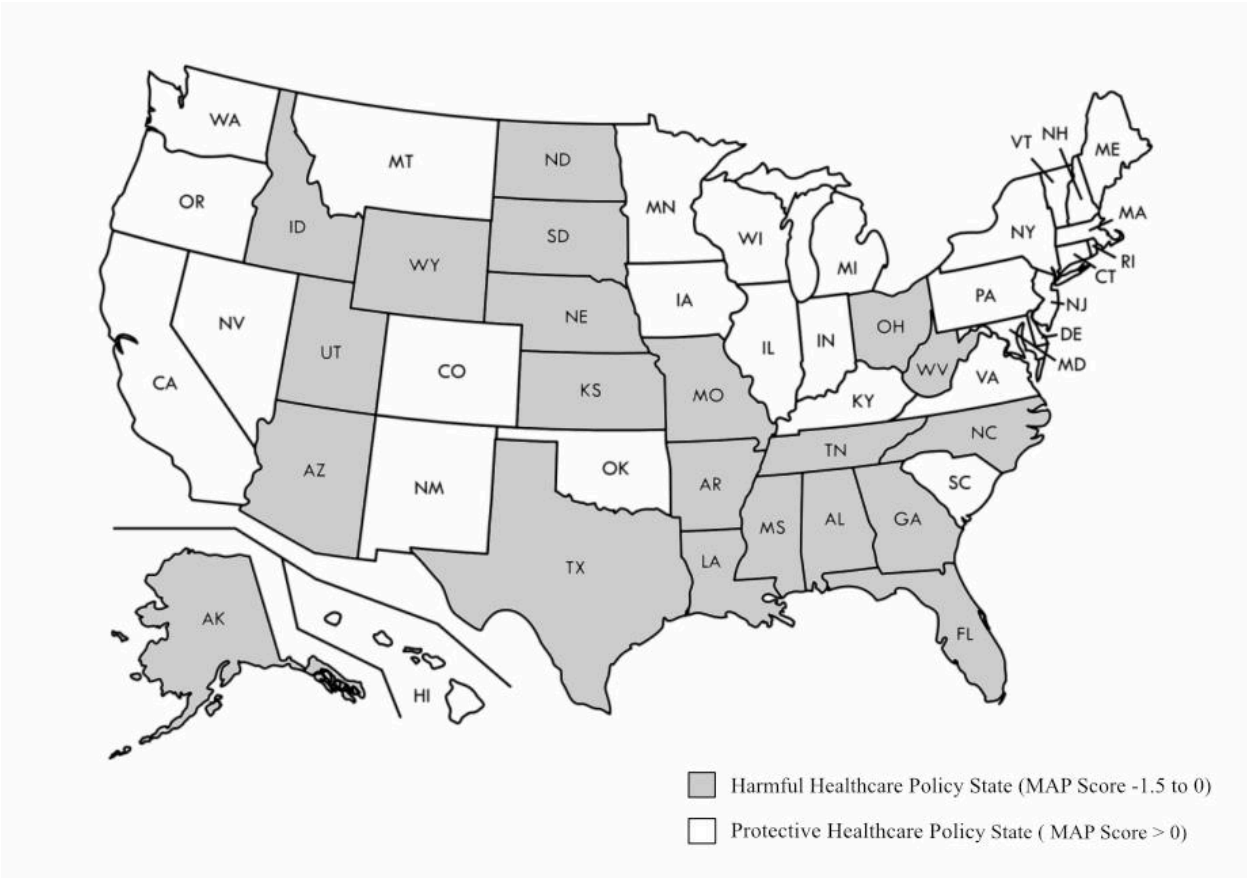 WA
MT
ND
MN
VT
NH
ME
OR
ID
SD
WI
NY
MA
WY
MI
RI
CT
NE
IA
PA
NJ
NV
UT
CO
IL
IN
OH
DE
MD
CA
KS
MO
WV
VA
KY
AZ
NM
OK
AR
TN
NC
SC
TX
LA
MS
AL
GA
FL
AK
HI
Harmful Healthcare Policy State (MAP Score -1.5 to 0)
Protective Healthcare Policy State ( MAP Score > 0)